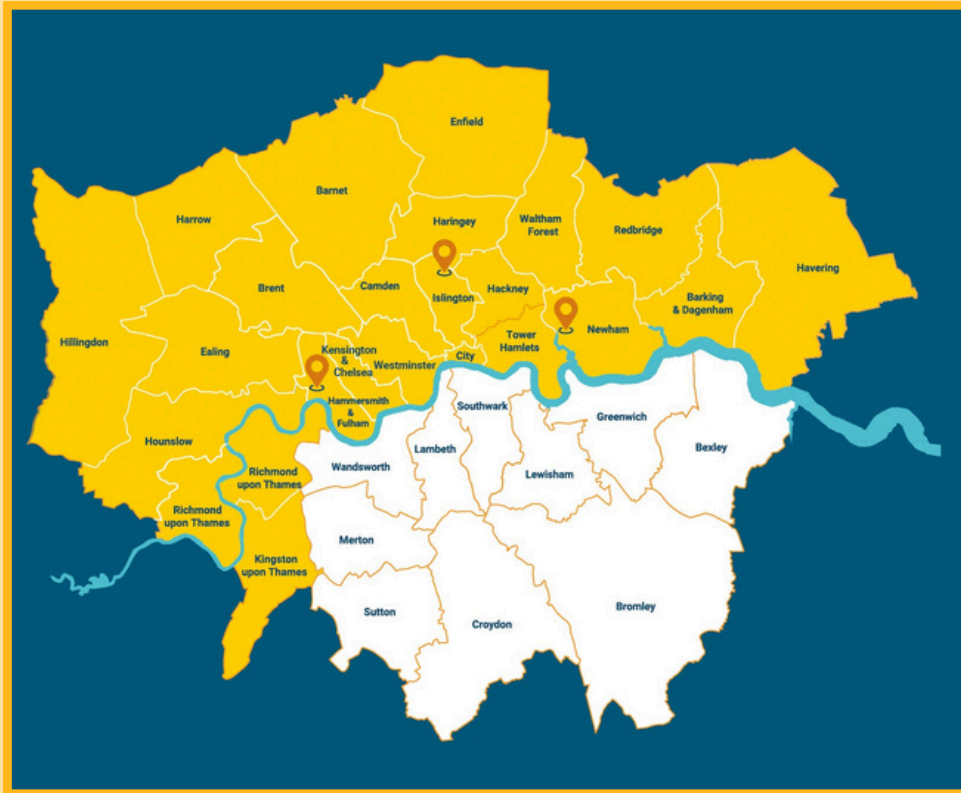 Enfield
Barnet
Harrow
Haringey
Waltham
Forest
Redbridge
Havering
Brent
Camden
Islington
Hackney
Barking
& Dagenham
Hillingdon
Ealing
Kensington
&
Chelsea
Westminster
City
Tower
Hamlets
Newham
Hammersmith
&
Fulham
Southwark
Greenwich
Hounslow
Lambeth
Bexley
Wandsworth
Lewisham
Richmond
upon Thames
Richmond
upon Thames
Merton
Kingston
upon Thames
Sutton
Croydon
Bromley